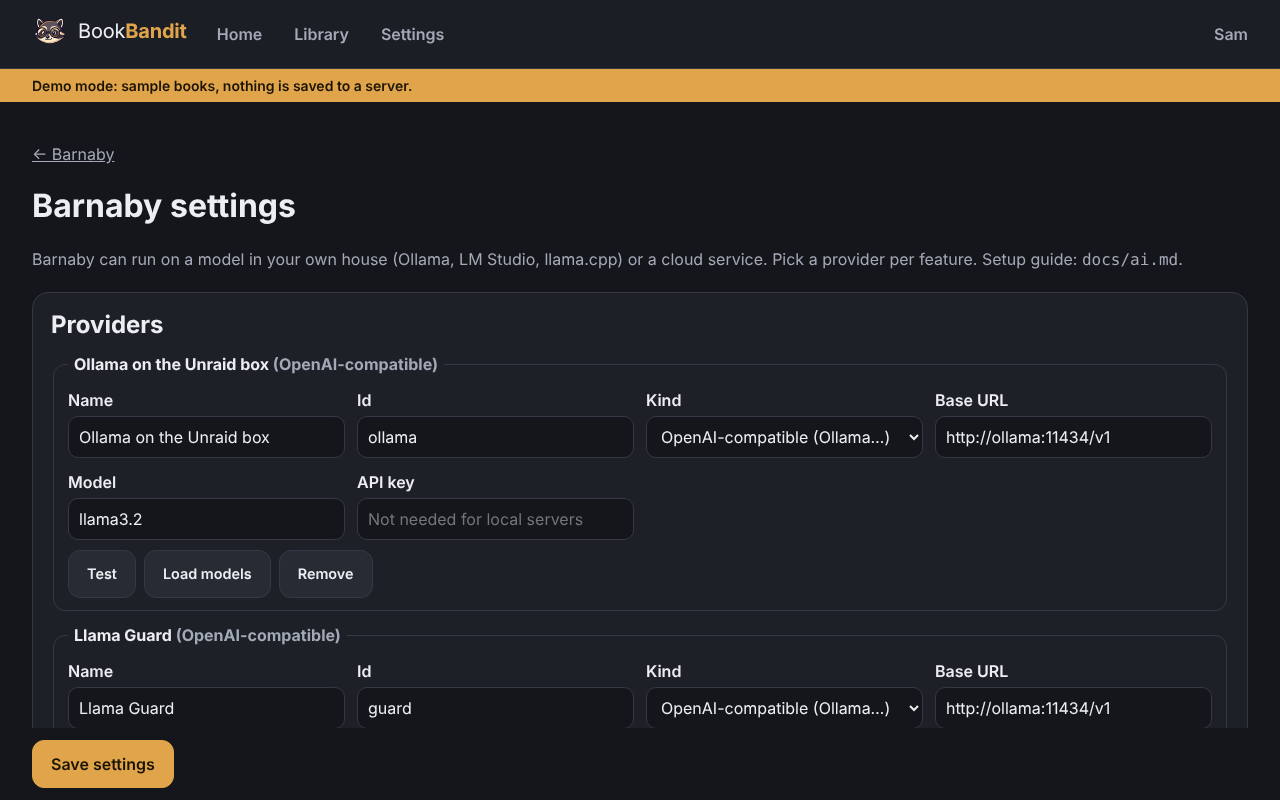 BookBandit Home Library Settings Sam
Demo mode: sample books, nothing is saved to a server.
← Barnaby
Barnaby settings
Barnaby can run on a model in your own house (Ollama, LM Studio, llama.cpp) or a cloud service. Pick a provider per feature. Setup guide: docs/ai.md.
Providers
Ollama on the Unraid box (OpenAI-compatible)
Name Id Kind Base URL
Ollama on the Unraid box ollama OpenAI-compatible (Ollama...) http://ollama:11434/v1
Model API key
llama3.2 Not needed for local servers
Test Load models Remove
Llama Guard (OpenAI-compatible)
Name Id Kind Base URL
Llama Guard guard OpenAI-compatible (Ollama...) http://ollama:11434/v1
Save settings